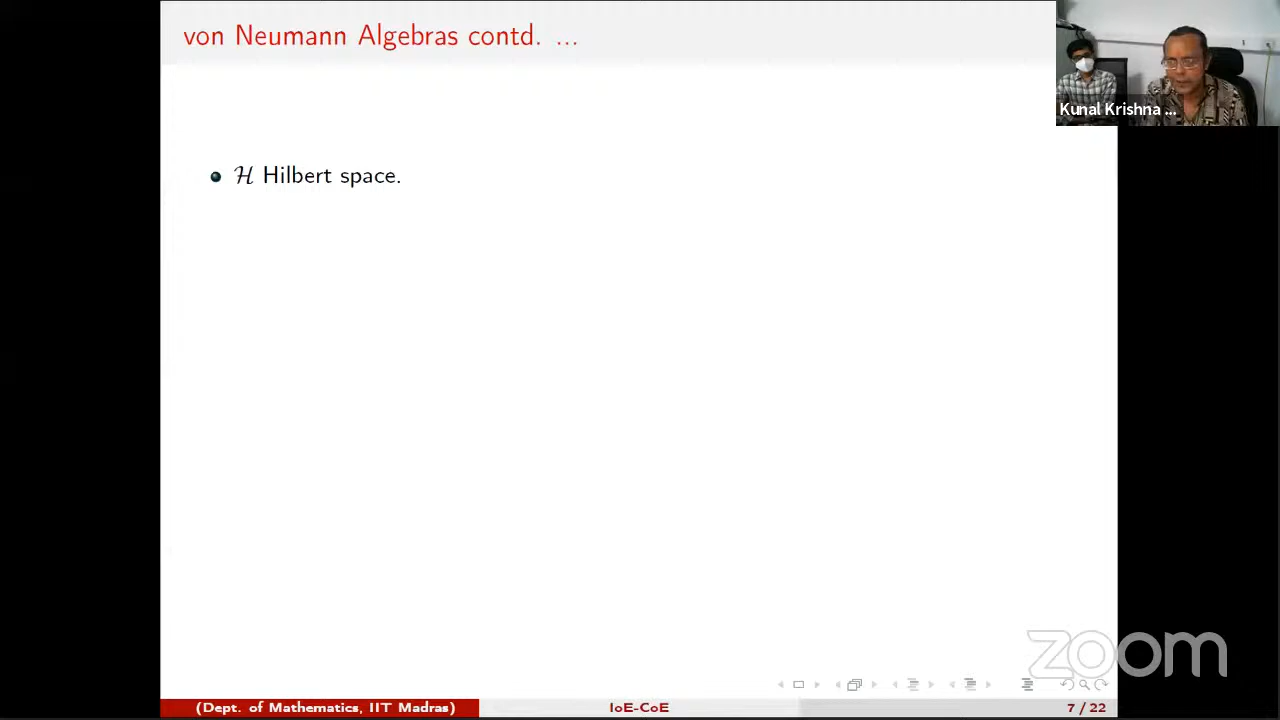 von Neumann Algebras contd. ...
Kunal Krishna ...
ℋ Hilbert space.
zoom
(Dept. of Mathematics, IIT Madras)
IoE-CoE
7 / 22